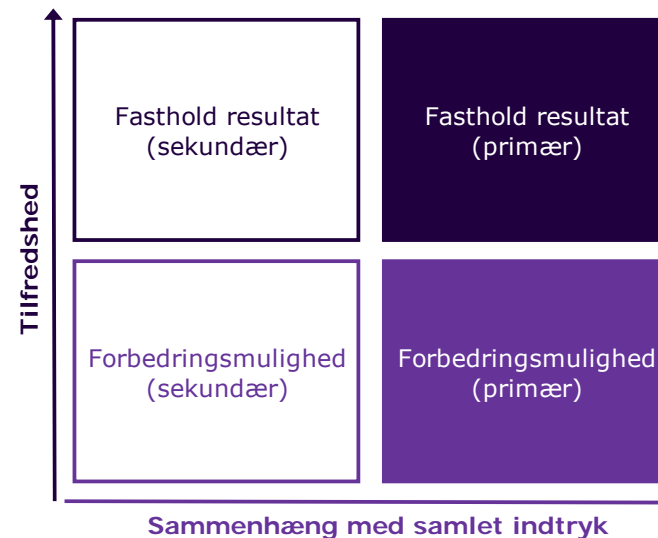 Tilfredshed
Fasthold resultat
(sekundær)
Fasthold resultat
(primær)
Forbedringsmulighed
(sekundær)
Forbedringsmulighed
(primær)
Sammenhæng med samlet indtryk